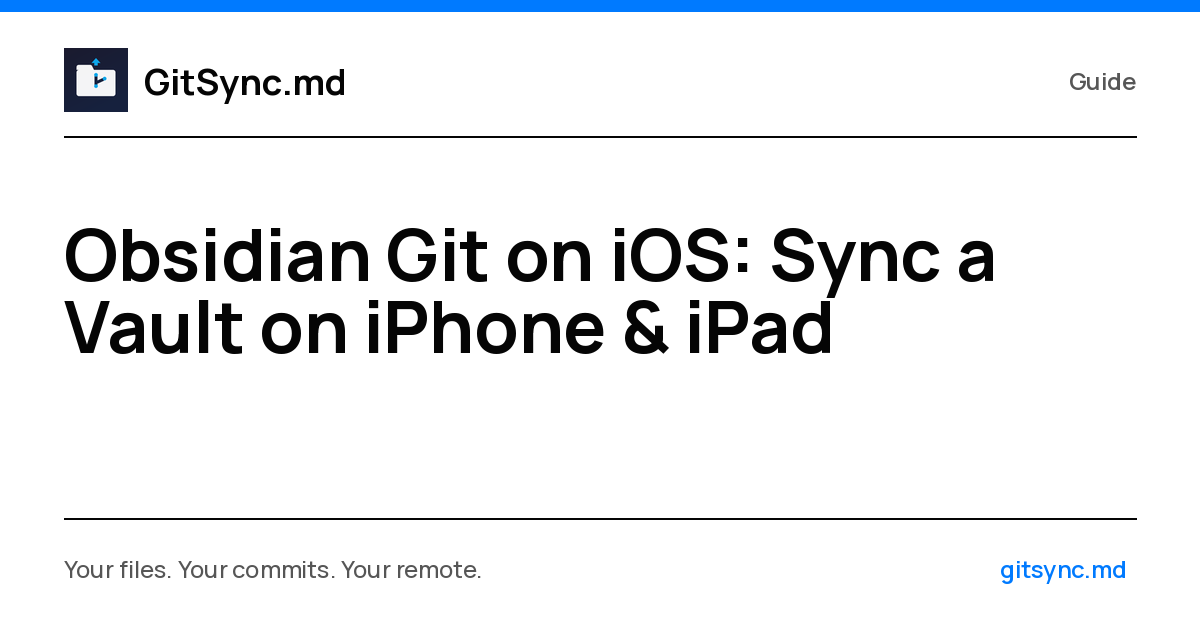 GitSync.md
Guide
Obsidian Git on iOS: Sync a
Vault on iPhone & iPad
Your files. Your commits. Your remote.
gitsync.md